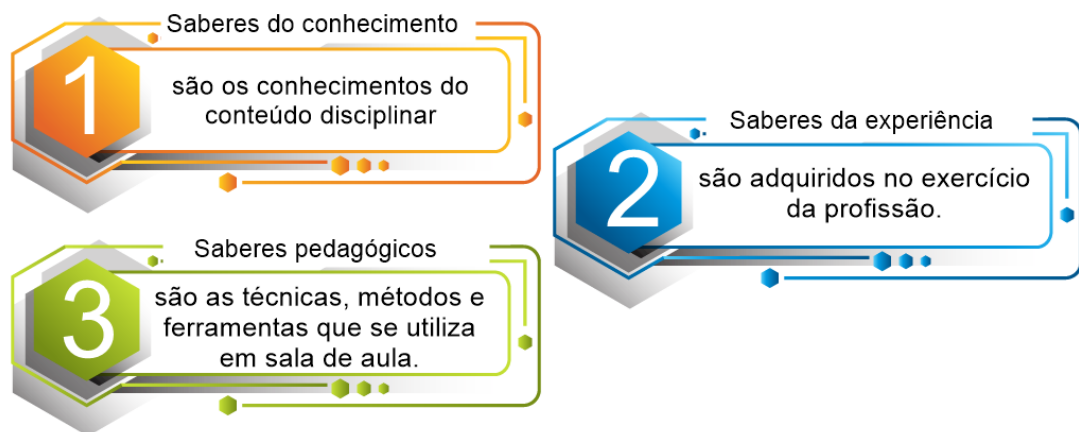 1
Saberes do conhecimento
são os conhecimentos do
conteúdo disciplinar
2
Saberes da experiência
são adquiridos no exercício
da profissão.
3
Saberes pedagógicos
são as técnicas, métodos e
ferramentas que se utiliza
em sala de aula.